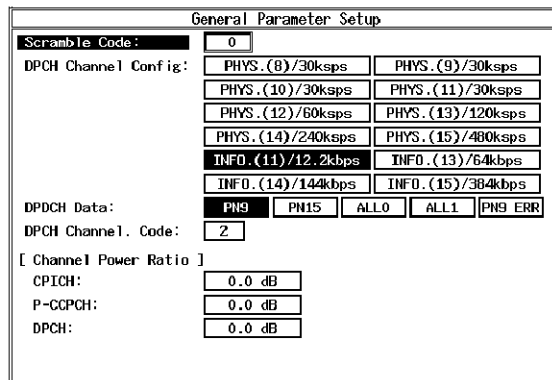 General Parameter Setup
Scramble Code: 0
DPCH Channel Config: PHYS.(8)/30ksps PHYS.(9)/30ksps
PHYS.(10)/30ksps PHYS.(11)/30ksps
PHYS.(12)/60ksps PHYS.(13)/120ksps
PHYS.(14)/240ksps PHYS.(15)/480ksps
INFO.(11)/12.2kbps INFO.(13)/64kbps
INFO.(14)/144kbps INFO.(15)/384kbps
DPDCH Data: PN9 PN15 ALL0 ALL1 PN9 ERR
DPCH Channel. Code: 2
[ Channel Power Ratio ]
CPICH: 0.0 dB
P-CCPCH: 0.0 dB
DPCH: 0.0 dB